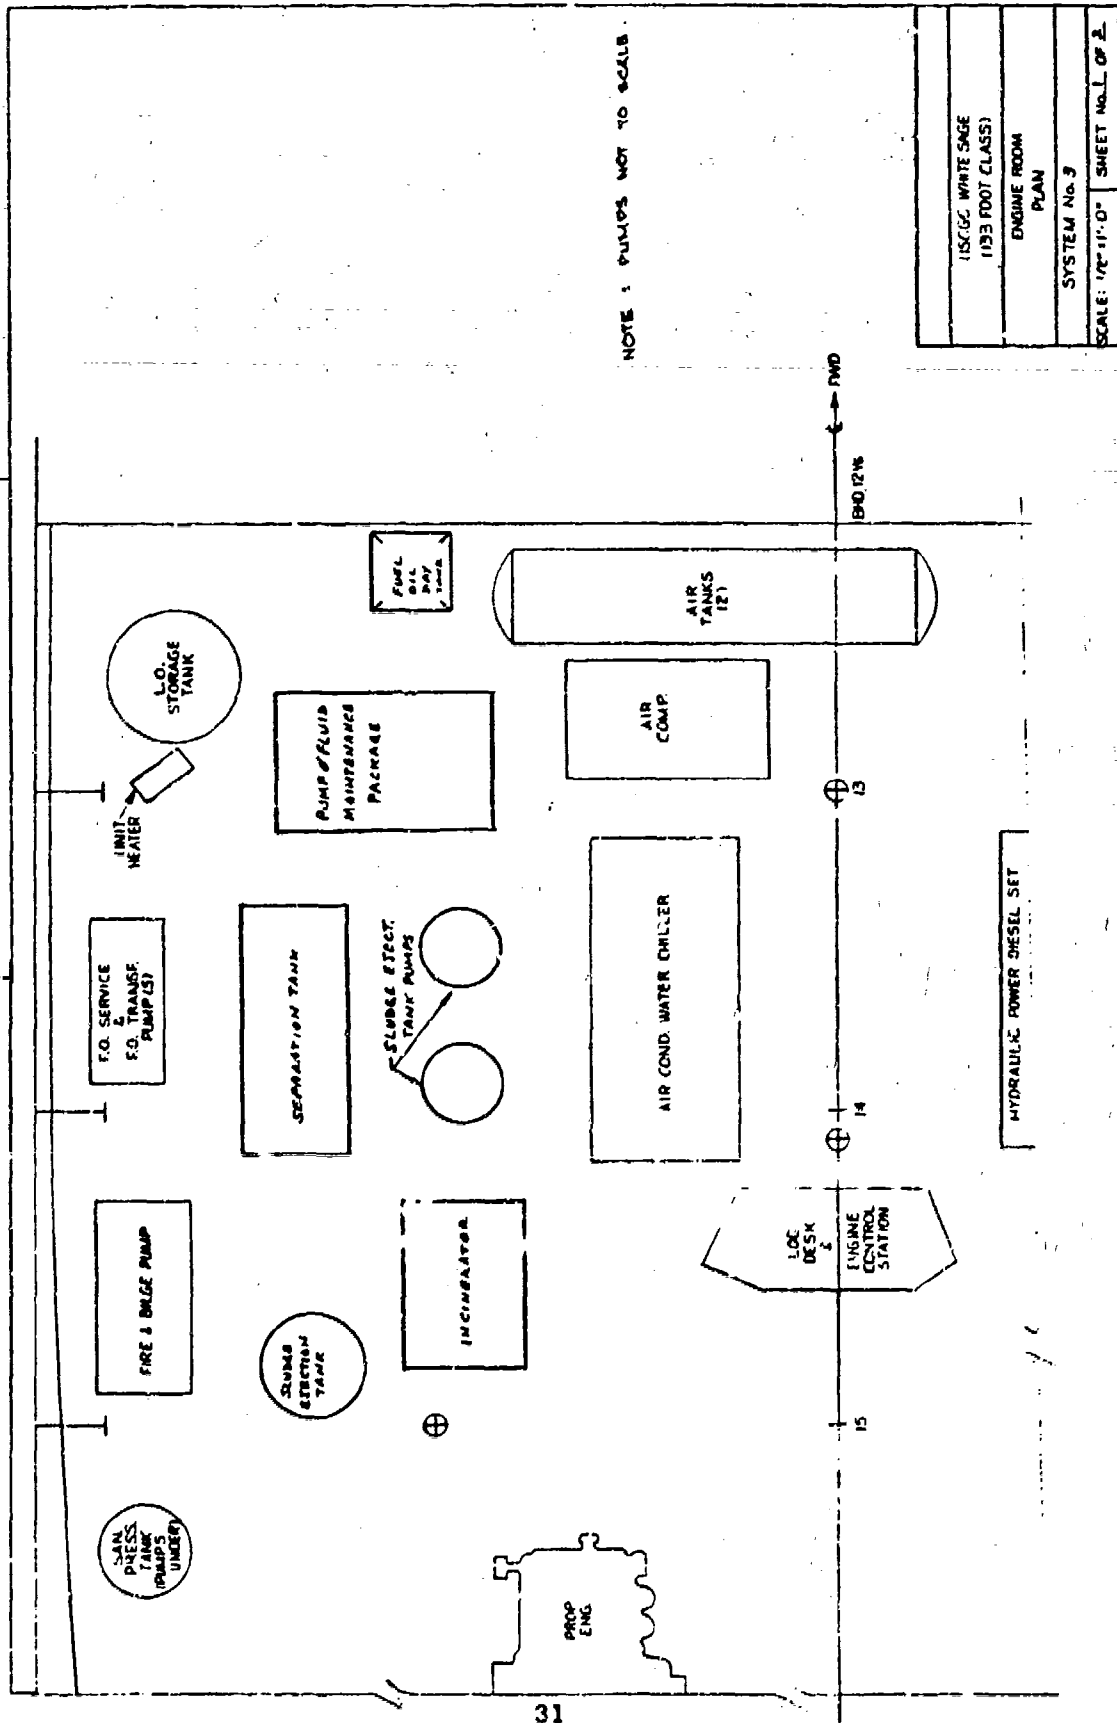 NOTE : PUMPS NOT TO SCALE.
SAN.
PRESS.
TANK
(PUMPS
UNDER)
FIRE & BILGE PUMP
F.O. SERVICE
&
F.O. TRANSF.
PUMP (S)
UNIT
HEATER
L.O.
STORAGE
TANK
SLUDGE
EJECTION
TANK
SEPARATION TANK
PUMP & FLUID
MAINTENANCE
PACKAGE
FUEL
OIL
DAY
TANK
INCINERATOR
SLUDGE EJECT.
TANK PUMPS
PROP
ENG.
AIR COND. WATER CHILLER
AIR
COMP.
AIR
TANKS
(2)
LOG
DESK
&
ENGINE
CONTROL
STATION
15
14
13
BHD
FWD
HYDRAULIC POWER DIESEL SET
USCGC WHITE SAGE
(133 FOOT CLASS)
ENGINE ROOM
PLAN
SYSTEM No. 3
SCALE: 1/2"=1'-0" SHEET No. 1 OF 2
31